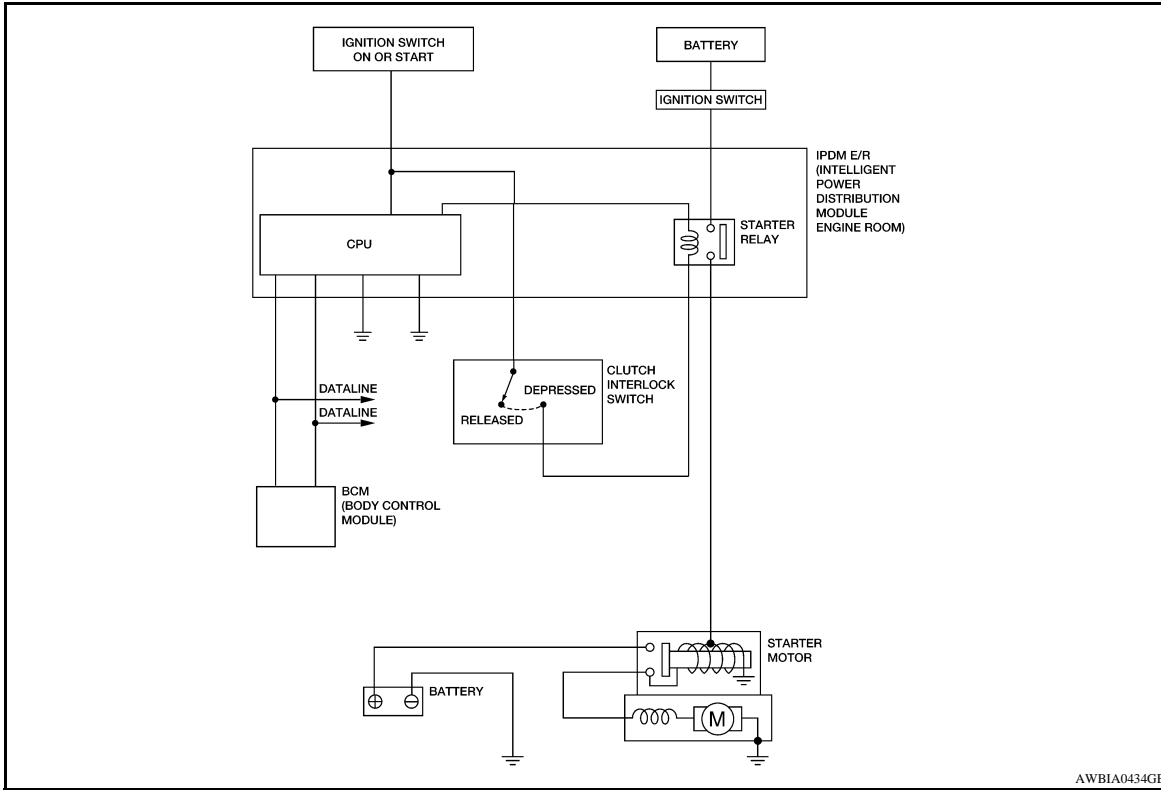 IGNITION SWITCH
ON OR START
BATTERY
IGNITION SWITCH
IPDM E/R
(INTELLIGENT
POWER
DISTRIBUTION
MODULE
ENGINE ROOM)
STARTER
RELAY
CPU
CLUTCH
INTERLOCK
SWITCH
DEPRESSED
RELEASED
DATALINE
DATALINE
BCM
(BODY CONTROL
MODULE)
STARTER
MOTOR
BATTERY
M